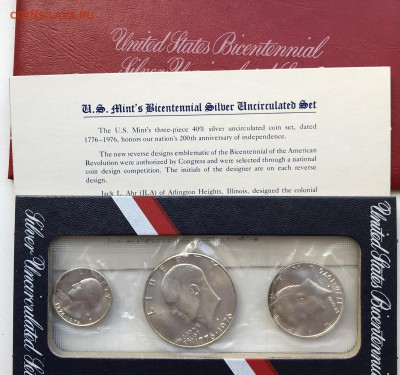 COINSS.RU
United States Bicentennial
Silver Uncirculated Set
U.S. Mint's Bicentennial Silver Uncirculated Set
The U.S. Mint's three-piece 40% silver uncirculated coin set, dated
1776-1976, honors our nation's 200th anniversary of independence.
The new reverse designs emblematic of the Bicentennial of the American
Revolution were authorized by Congress and were selected through a national
coin design competition. The initials of the designer are on each reverse
design.
Jack L. Ahr (JLA) of Arlington Heights, Illinois, designed the colonial
Silver Uncirculated Se
United States Bicentennial
LIBERTY
1776-1976